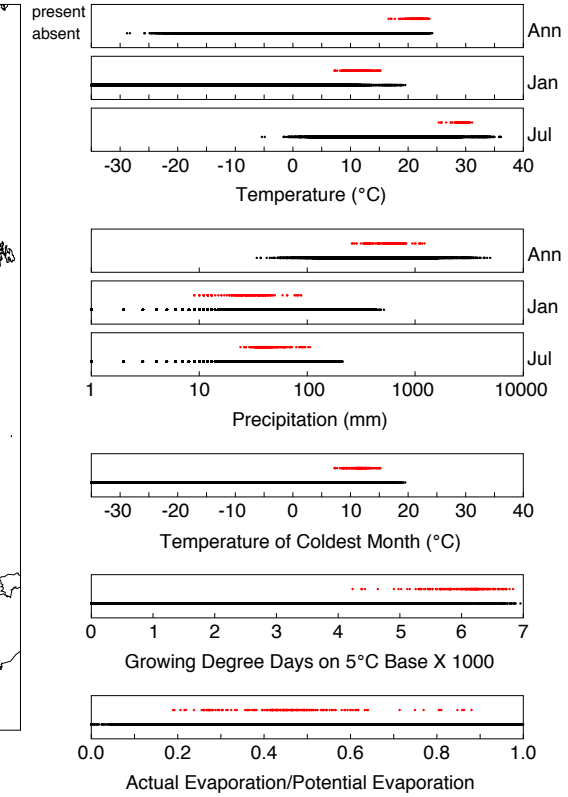 present
absent
Ann
Jan
Jul
-30 -20 -10 0 10 20 30 40
Temperature (°C)
Ann
Jan
Jul
1 10 100 1000 10000
Precipitation (mm)
-30 -20 -10 0 10 20 30 40
Temperature of Coldest Month (°C)
0 1 2 3 4 5 6 7
Growing Degree Days on 5°C Base X 1000
0.0 0.2 0.4 0.6 0.8 1.0
Actual Evaporation/Potential Evaporation